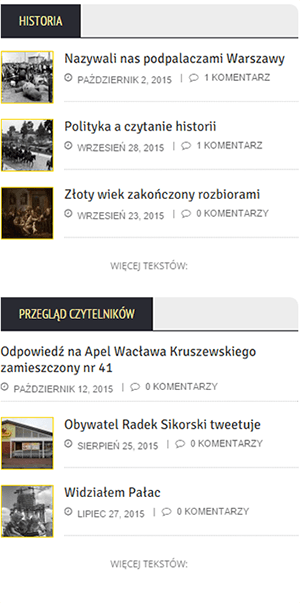 HISTORIA
Nazywali nas podpalaczami Warszawy
PAŹDZIERNIK 2, 2015 | 1 KOMENTARZ
Polityka a czytanie historii
WRZESIEŃ 28, 2015 | 1 KOMENTARZ
Złoty wiek zakończony rozbiorami
WRZESIEŃ 23, 2015 | 0 KOMENTARZY
WIĘCEJ TEKSTÓW:
PRZEGLĄD CZYTELNIKÓW
Odpowiedź na Apel Wacława Kruszewskiego
zamieszczony nr 41
PAŹDZIERNIK 12, 2015 | 0 KOMENTARZY
Obywatel Radek Sikorski tweetuje
SIERPIEŃ 25, 2015 | 0 KOMENTARZY
Widziałem Pałac
LIPIEC 27, 2015 | 0 KOMENTARZY
WIĘCEJ TEKSTÓW: